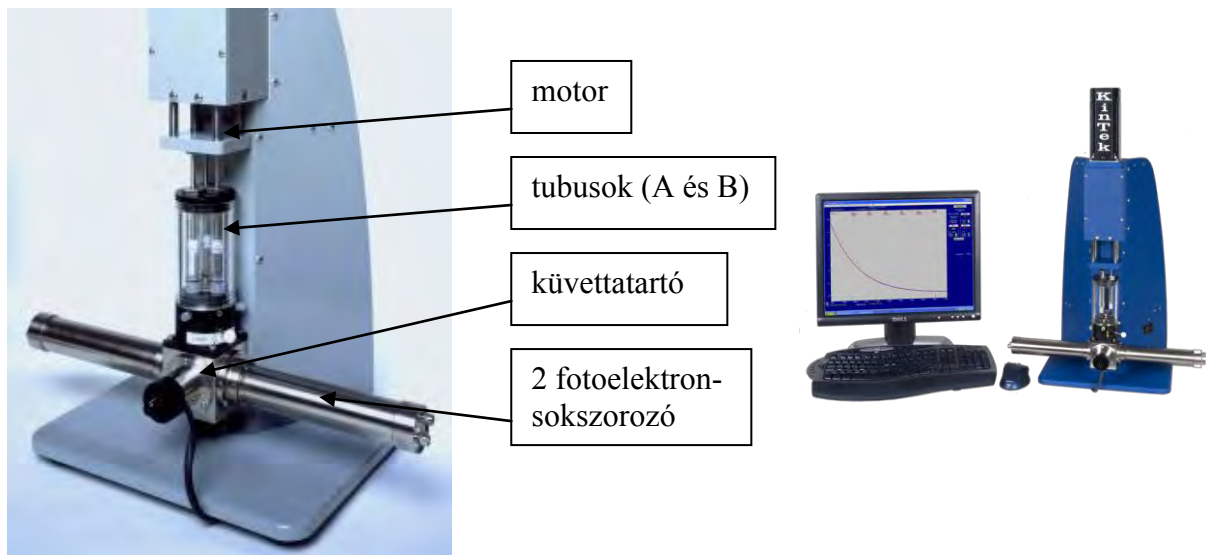 motor
tubusok (A és B)
küvettatartó
2 fotoelektron-
sokszorozó
KinTek